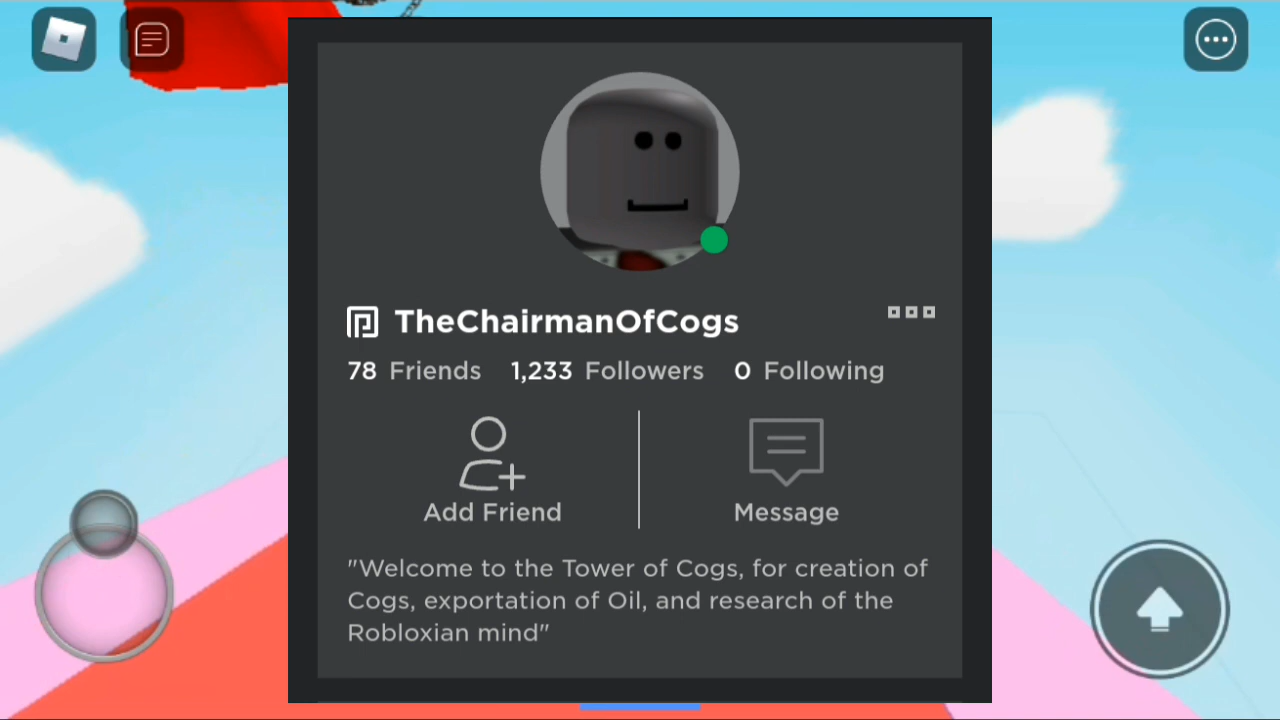 TheChairmanOfCogs
78 Friends 1,233 Followers 0 Following
Add Friend Message
"Welcome to the Tower of Cogs, for creation of
Cogs, exportation of Oil, and research of the
Robloxian mind"